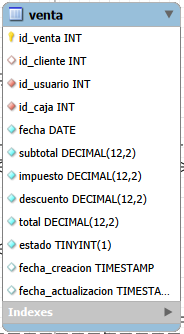 venta
id_venta INT
id_cliente INT
id_usuario INT
id_caja INT
fecha DATE
subtotal DECIMAL(12,2)
impuesto DECIMAL(12,2)
descuento DECIMAL(12,2)
total DECIMAL(12,2)
estado TINYINT(1)
fecha_creacion TIMESTAMP
fecha_actualizacion TIMESTA...
Indexes